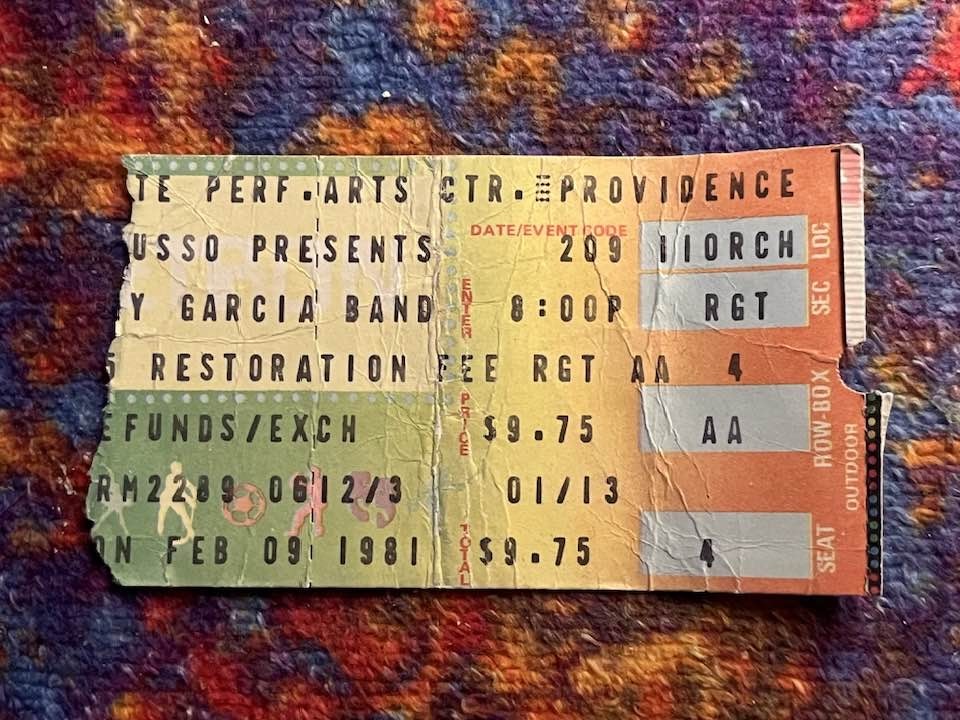 TE PERF.ARTS CTR. PROVIDENCE
DATE/EVENT CODE
USSO PRESENTS 209 11ORCH SEC LOC
Y GARCIA BAND ENTER 8:00P RGT
5 RESTORATION FEE RGT AA 4
EFUNDS/EXCH PRICE $9.75 AA ROW-BOX
OUTDOOR
RM2289 0612/3 01/13
ON FEB 09 1981 TOTAL $9.75 4 SEAT